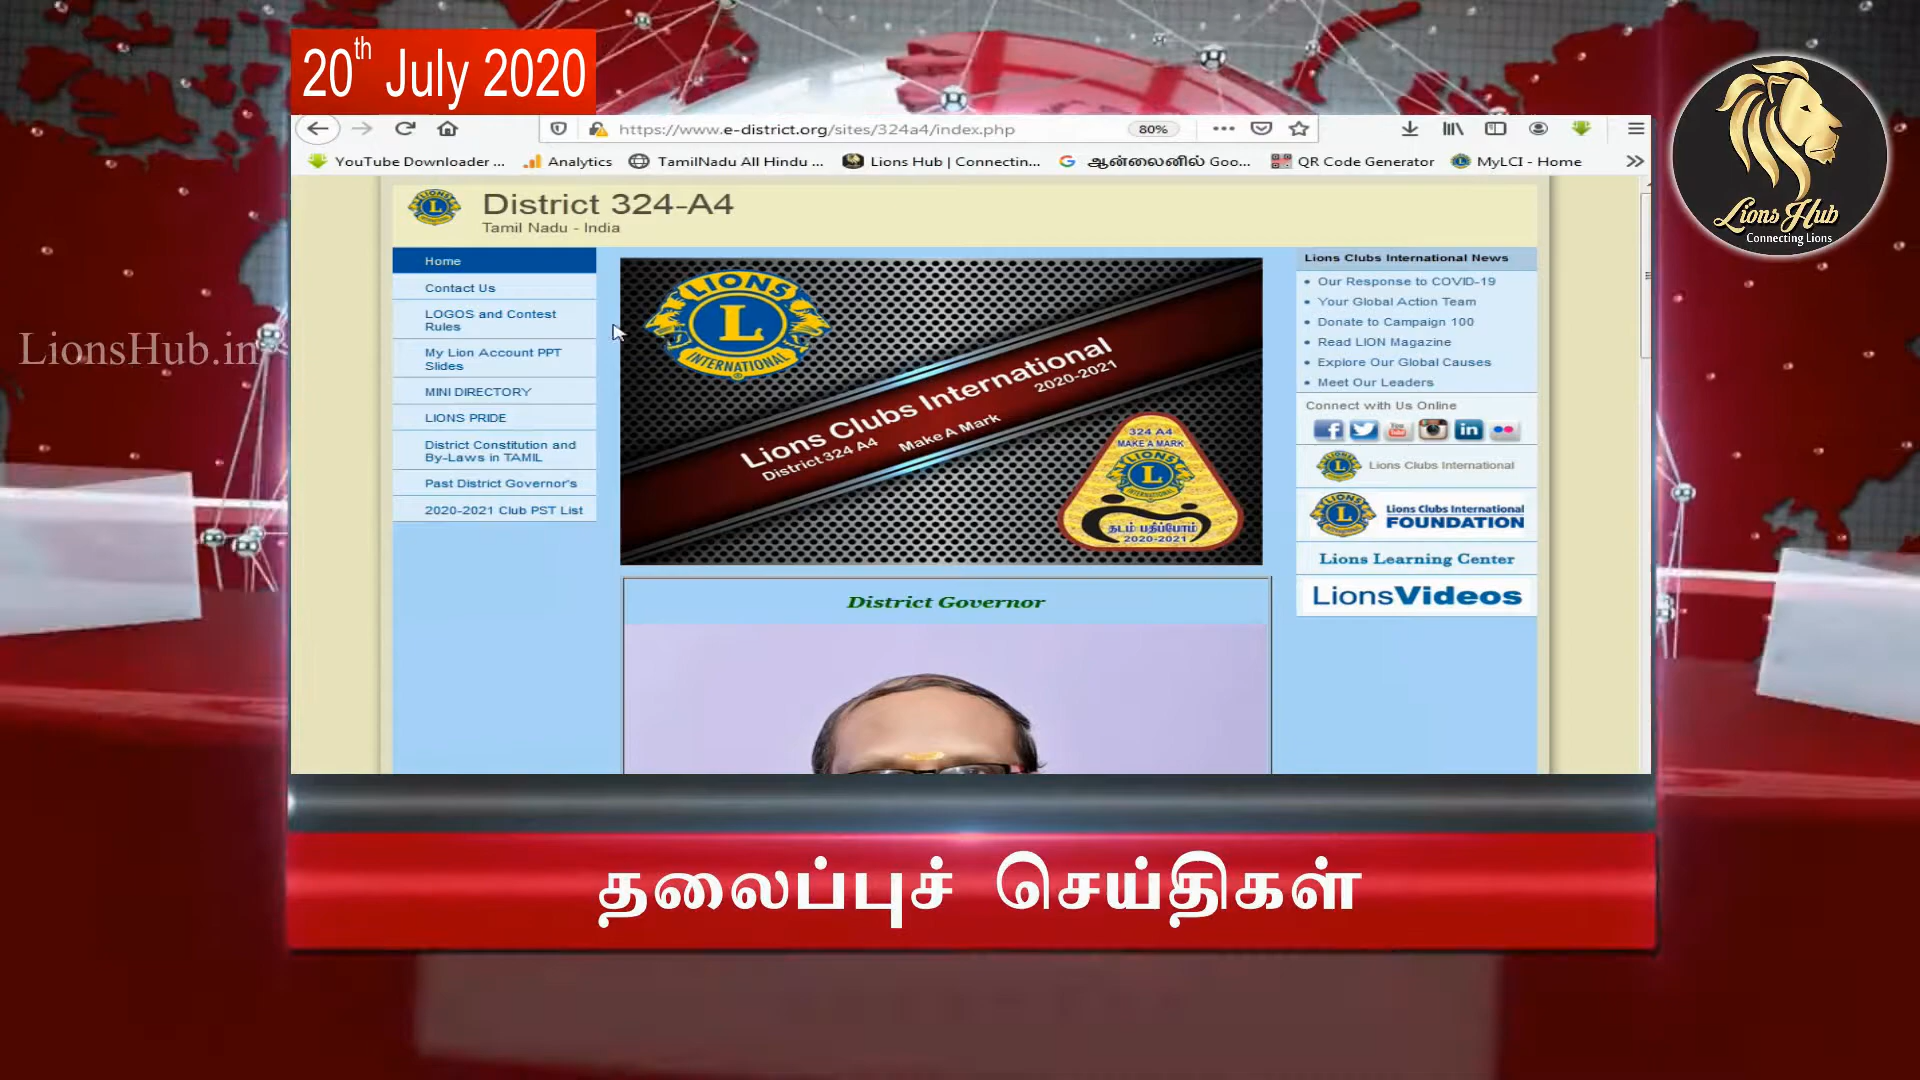 20th July 2020
https://www.e-district.org/sites/324a4/index.php
80%
YouTube Downloader ...
Analytics
TamilNadu All Hindu ...
Lions Hub | Connectin...
ஆன்லைனில் Goo...
QR Code Generator
MyLCI - Home
Lions Hub
Connecting Lions
LionsHub.in
District 324-A4
Tamil Nadu - India
Home
Contact Us
LOGOS and Contest
Rules
My Lion Account PPT
Slides
MINI DIRECTORY
LIONS PRIDE
District Constitution and
By-Laws in TAMIL
Past District Governor's
2020-2021 Club PST List
LIONS
L
INTERNATIONAL
Lions Clubs International
2020-2021
District 324 A4 Make A Mark
324 A4
MAKE A MARK
LIONS
L
INTERNATIONAL
தடம் பதிப்போம்
2020-2021
District Governor
Lions Clubs International News
Our Response to COVID-19
Your Global Action Team
Donate to Campaign 100
Read LION Magazine
Explore Our Global Causes
Meet Our Leaders
Connect with Us Online
You
Lions Clubs International
Lions Clubs International
FOUNDATION
Lions Learning Center
LionsVideos
தலைப்புச் செய்திகள்